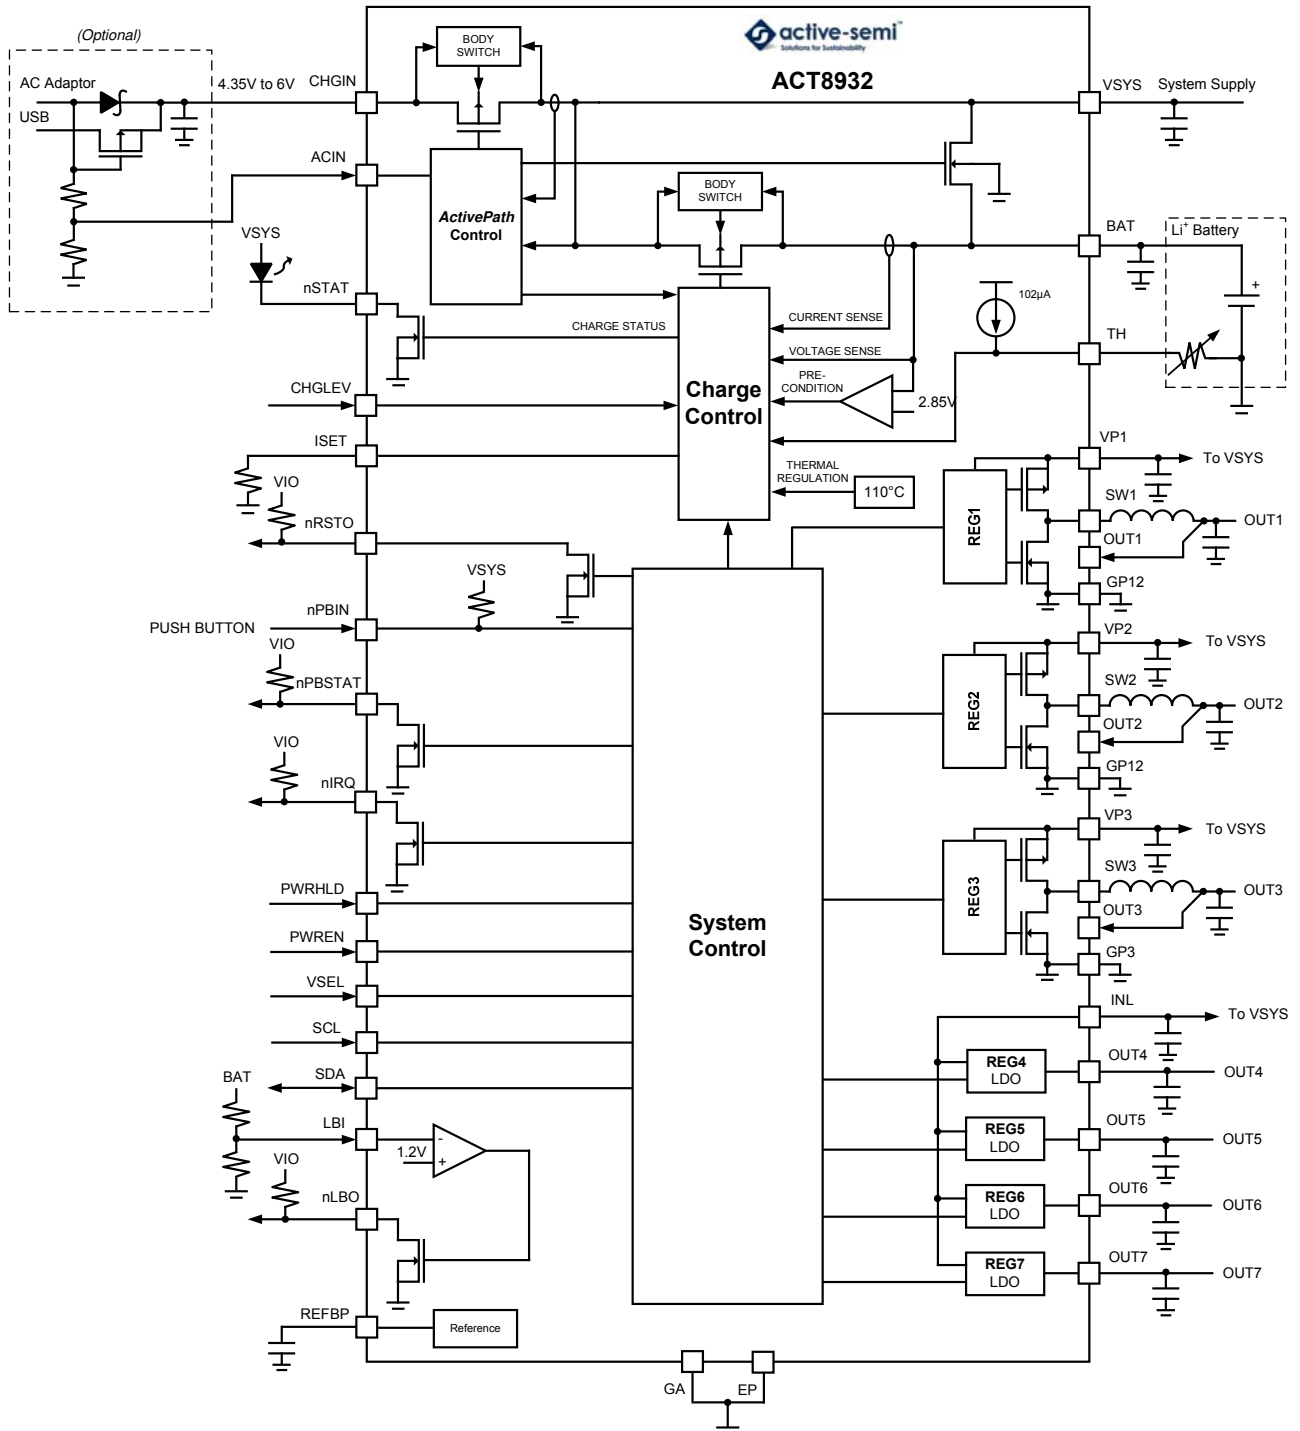 active-semi™
Solutions for Sustainability
ACT8932
(Optional)
AC Adaptor
USB
4.35V to 6V
CHGIN
BODY
SWITCH
VSYS
System Supply
ACIN
ActivePath
Control
BODY
SWITCH
VSYS
nSTAT
BAT
Li+ Battery
+
102µA
CHARGE STATUS
CURRENT SENSE
VOLTAGE SENSE
TH
CHGLEV
Charge
Control
PRE-
CONDITION
2.85V
ISET
THERMAL
REGULATION
110°C
VIO
nRSTO
VP1
To VSYS
REG1
SW1
OUT1
OUT1
GP12
VSYS
nPBIN
PUSH BUTTON
VIO
nPBSTAT
VP2
To VSYS
REG2
SW2
OUT2
OUT2
GP12
VIO
nIRQ
VP3
To VSYS
REG3
SW3
OUT3
OUT3
GP3
System
Control
PWRHLD
PWREN
VSEL
SCL
SDA
INL
To VSYS
REG4
LDO
OUT4
OUT4
BAT
LBI
1.2V
-
+
REG5
LDO
OUT5
OUT5
VIO
nLBO
REG6
LDO
OUT6
OUT6
REG7
LDO
OUT7
OUT7
REFBP
Reference
GA
EP